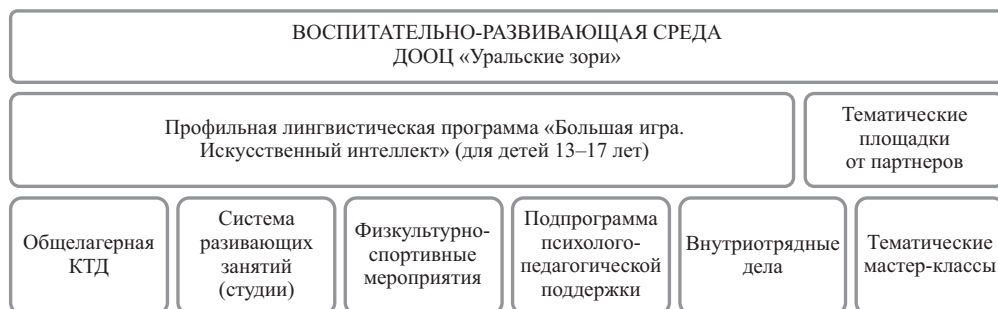 ВОСПИТАТЕЛЬНО-РАЗВИВАЮЩАЯ СРЕДА
ДООЦ «Уральские зори»
Профильная лингвистическая программа «Большая игра.
Искусственный интеллект» (для детей 13–17 лет)
Тематические
площадки
от партнеров
Общелагерная
КТД
Система
разивающих
занятий
(студии)
Физкультурно-
спортивные
мероприятия
Подпрограмма
психолого-
педагогической
поддержки
Внутриотрядные
дела
Тематические
мастер-классы